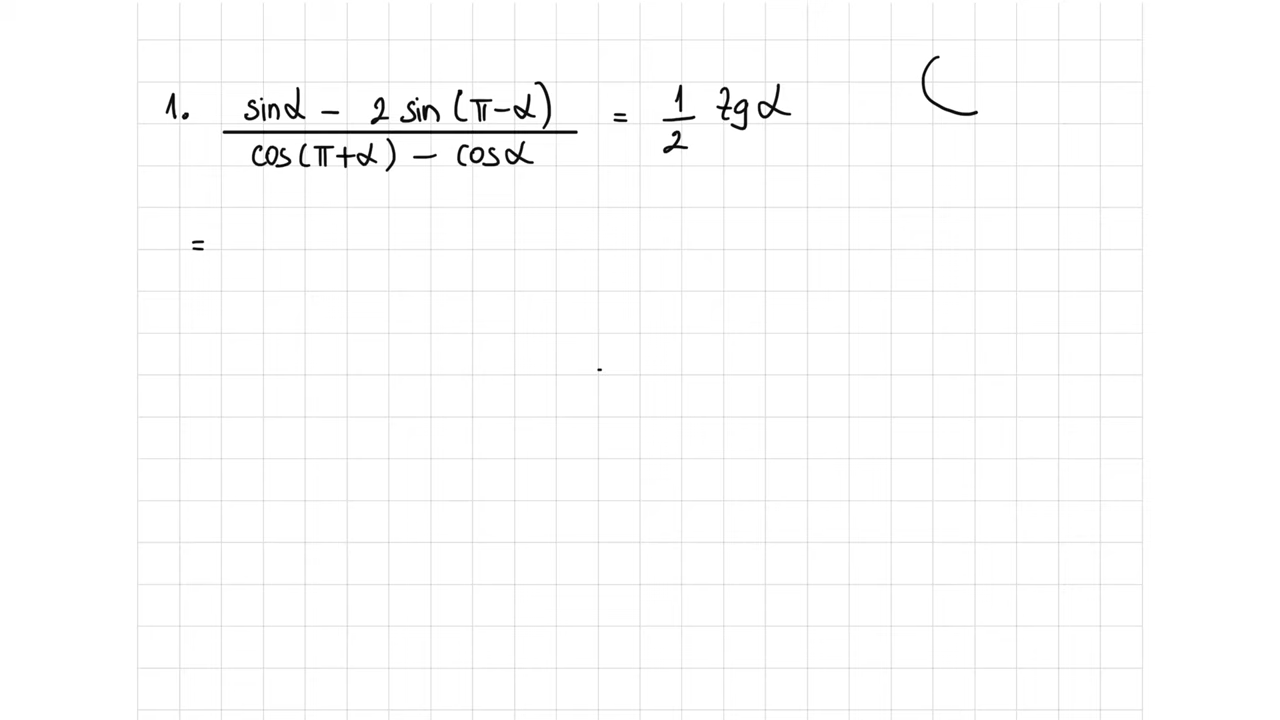 1. sinα - 2 sin(π-α) = 1/2 tgα
cos(π+α) - cosα
=